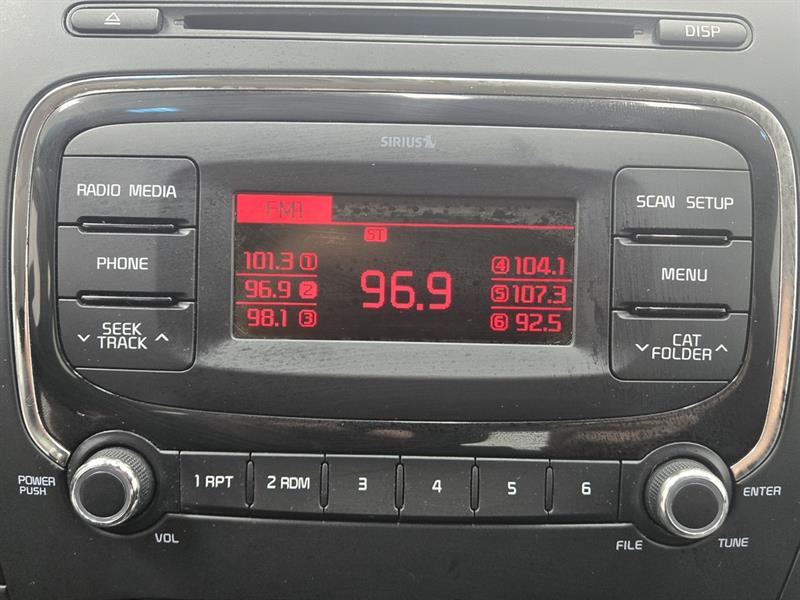 DISP
SIRIUS
RADIO MEDIA
PHONE
SEEK
TRACK
FM1
ST
101.3 1
96.9 2
98.1 3
96.9
4 104.1
5 107.3
6 92.5
SCAN SETUP
MENU
CAT
FOLDER
POWER
PUSH
VOL
1 RPT
2 RDM
3
4
5
6
ENTER
FILE
TUNE